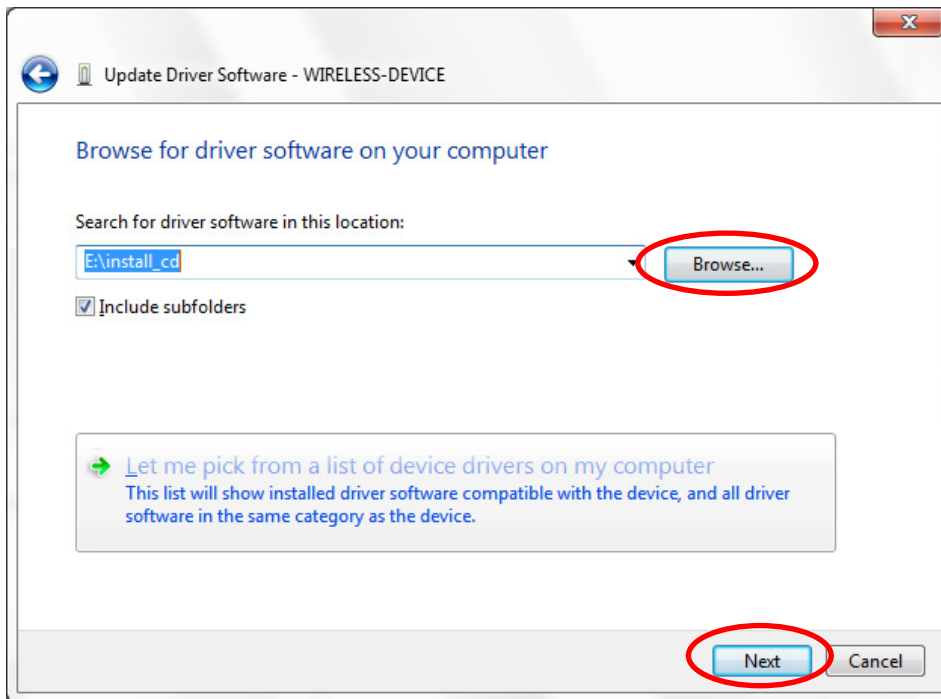 Update Driver Software - WIRELESS-DEVICE
Browse for driver software on your computer
Search for driver software in this location:
E:\install_cd
Browse...
Include subfolders
Let me pick from a list of device drivers on my computer
This list will show installed driver software compatible with the device, and all driver
software in the same category as the device.
Next
Cancel